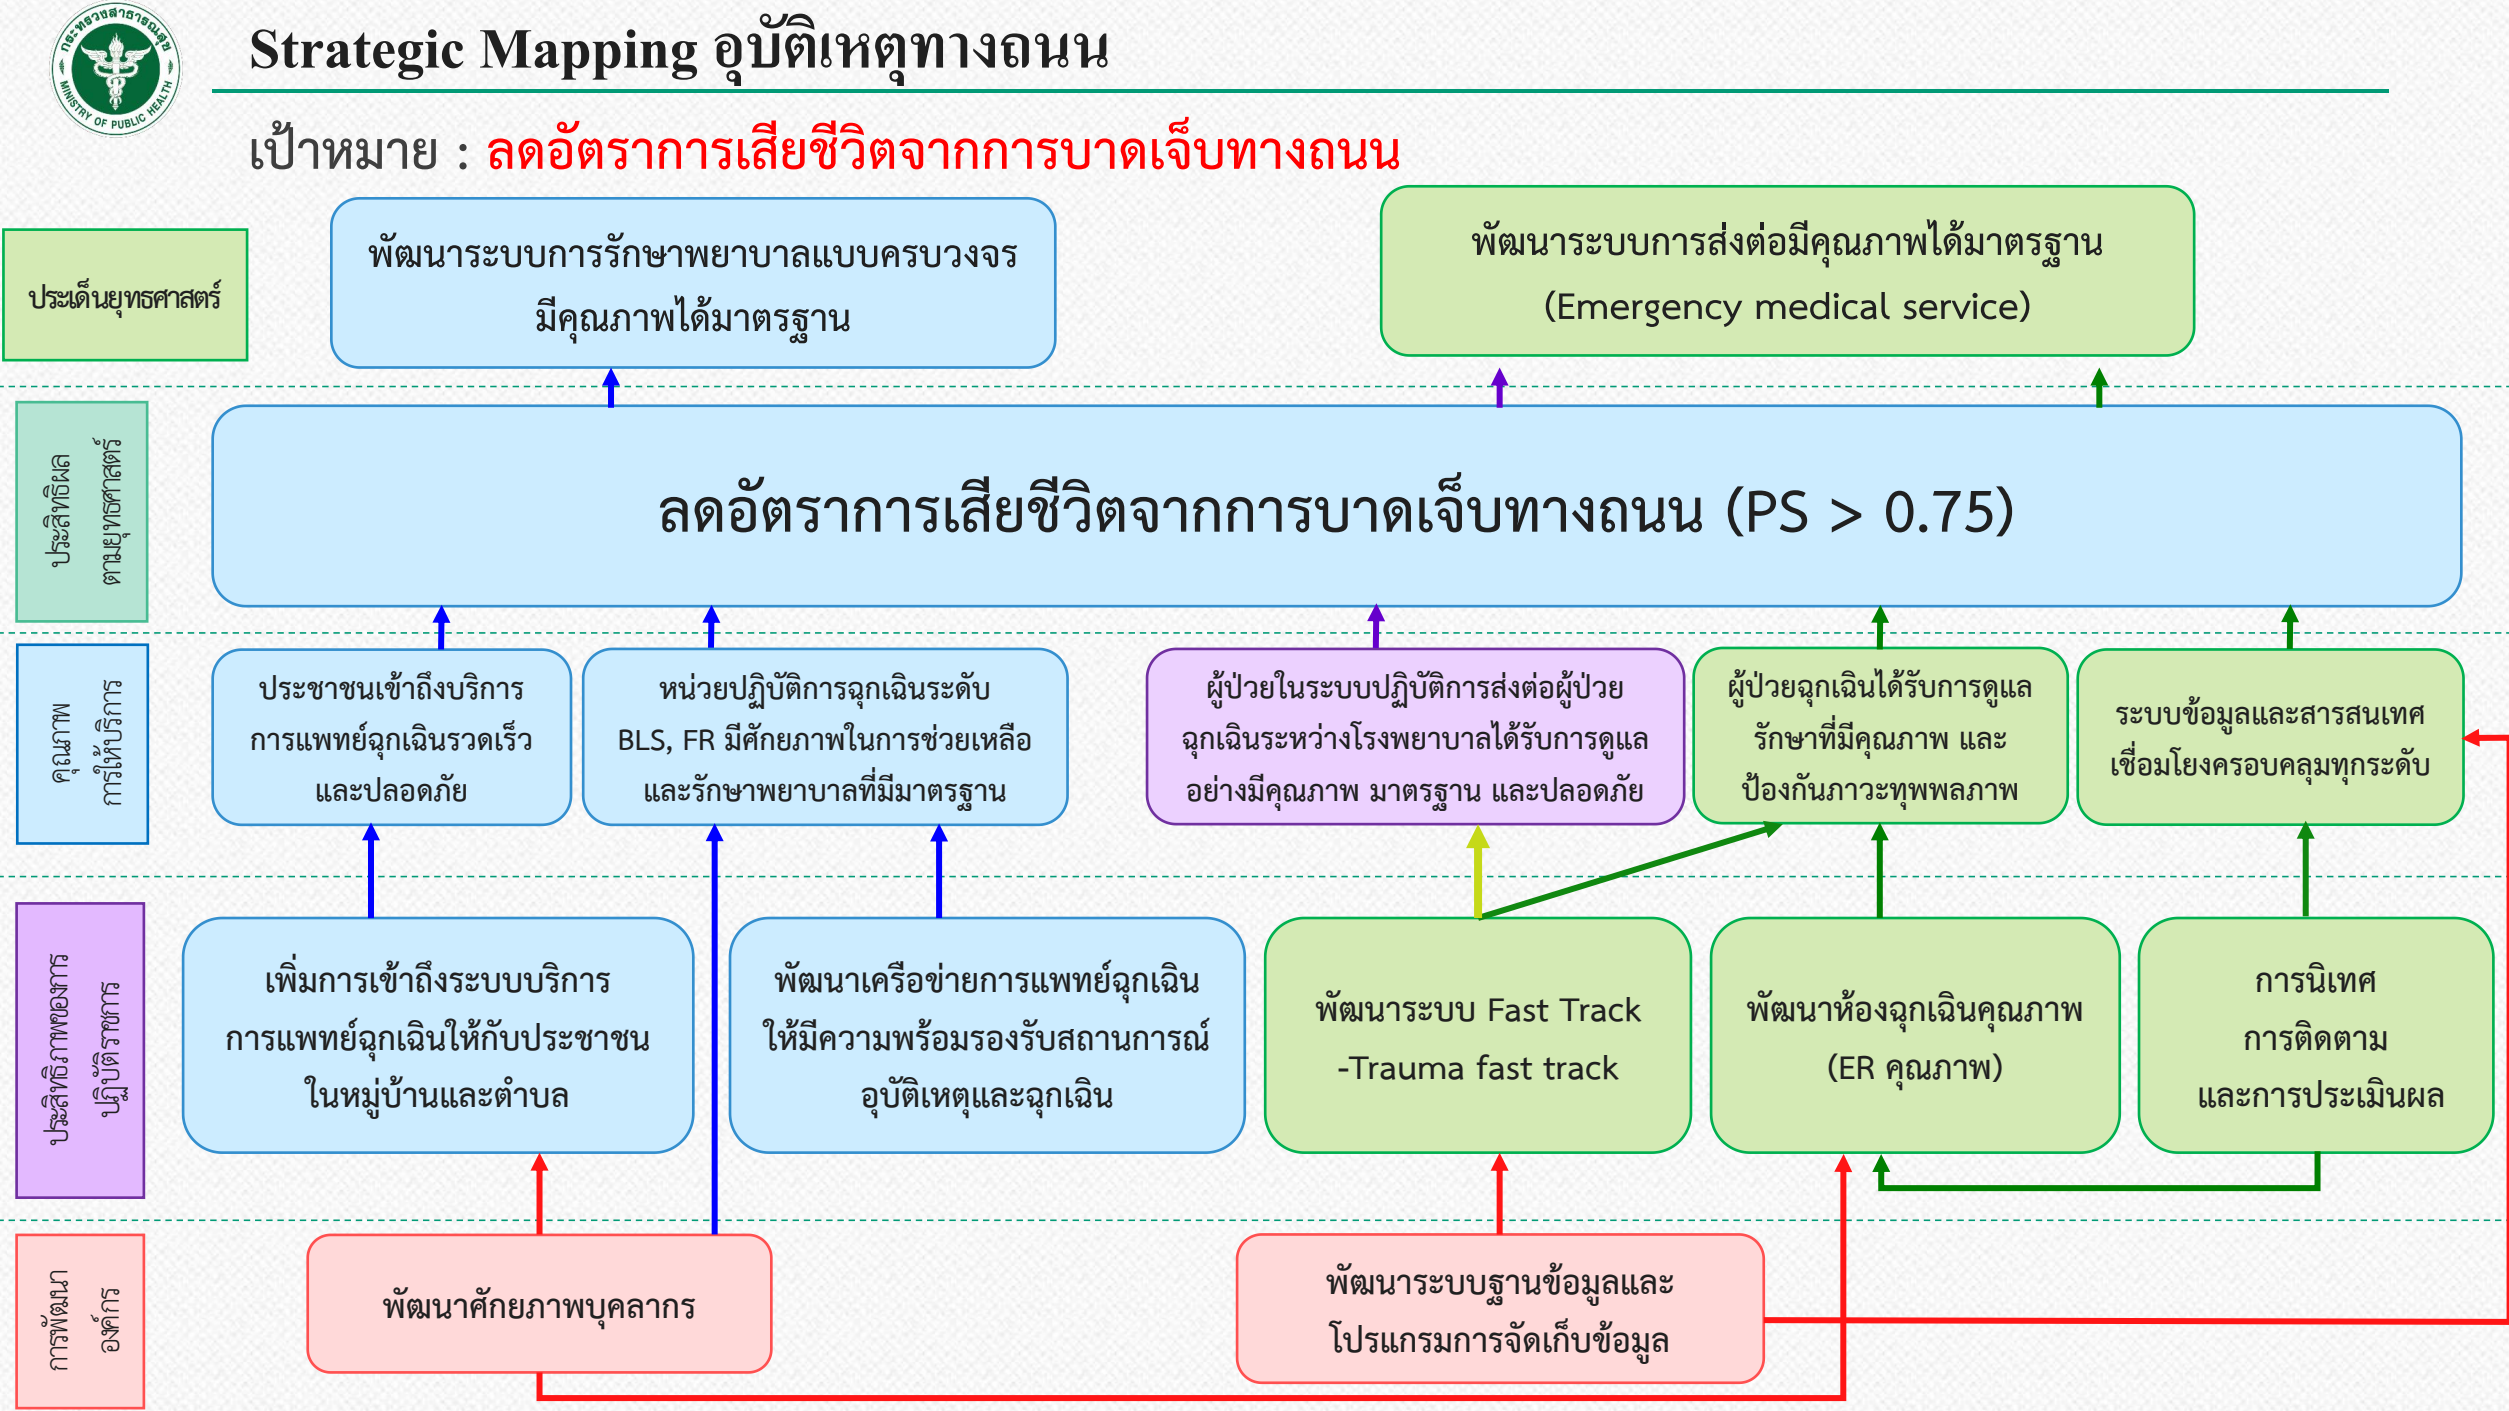 กระทรวงสาธารณสุข
MINISTRY OF PUBLIC HEALTH
Strategic Mapping อุบัติเหตุทางถนน
เป้าหมาย : ลดอัตราการเสียชีวิตจากการบาดเจ็บทางถนน
ประเด็นยุทธศาสตร์
พัฒนาระบบการรักษาพยาบาลแบบครบวงจร
มีคุณภาพได้มาตรฐาน
พัฒนาระบบการส่งต่อมีคุณภาพได้มาตรฐาน
(Emergency medical service)
ประสิทธิผล
ตามยุทธศาสตร์
ลดอัตราการเสียชีวิตจากการบาดเจ็บทางถนน (PS > 0.75)
คุณภาพ
การให้บริการ
ประชาชนเข้าถึงบริการ
การแพทย์ฉุกเฉินรวดเร็ว
และปลอดภัย
หน่วยปฏิบัติการฉุกเฉินระดับ
BLS, FR มีศักยภาพในการช่วยเหลือ
และรักษาพยาบาลที่มีมาตรฐาน
ผู้ป่วยในระบบปฏิบัติการส่งต่อผู้ป่วย
ฉุกเฉินระหว่างโรงพยาบาลได้รับการดูแล
อย่างมีคุณภาพ มาตรฐาน และปลอดภัย
ผู้ป่วยฉุกเฉินได้รับการดูแล
รักษาที่มีคุณภาพ และ
ป้องกันภาวะทุพพลภาพ
ระบบข้อมูลและสารสนเทศ
เชื่อมโยงครอบคลุมทุกระดับ
ประสิทธิภาพของการ
ปฏิบัติราชการ
เพิ่มการเข้าถึงระบบบริการ
การแพทย์ฉุกเฉินให้กับประชาชน
ในหมู่บ้านและตำบล
พัฒนาเครือข่ายการแพทย์ฉุกเฉิน
ให้มีความพร้อมรองรับสถานการณ์
อุบัติเหตุและฉุกเฉิน
พัฒนาระบบ Fast Track
-Trauma fast track
พัฒนาห้องฉุกเฉินคุณภาพ
(ER คุณภาพ)
การนิเทศ
การติดตาม
และการประเมินผล
การพัฒนา
องค์กร
พัฒนาศักยภาพบุคลากร
พัฒนาระบบฐานข้อมูลและ
โปรแกรมการจัดเก็บข้อมูล